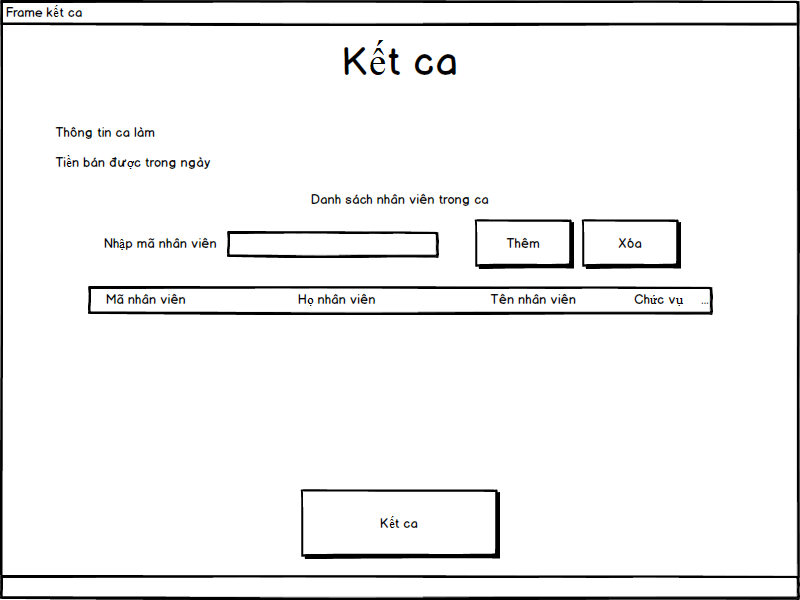 Frame kết ca
Kết ca
Thông tin ca làm
Tiền bán được trong ngày
Danh sách nhân viên trong ca
Nhập mã nhân viên Thêm Xóa
Mã nhân viên Họ nhân viên Tên nhân viên Chức vụ ...
Kết ca